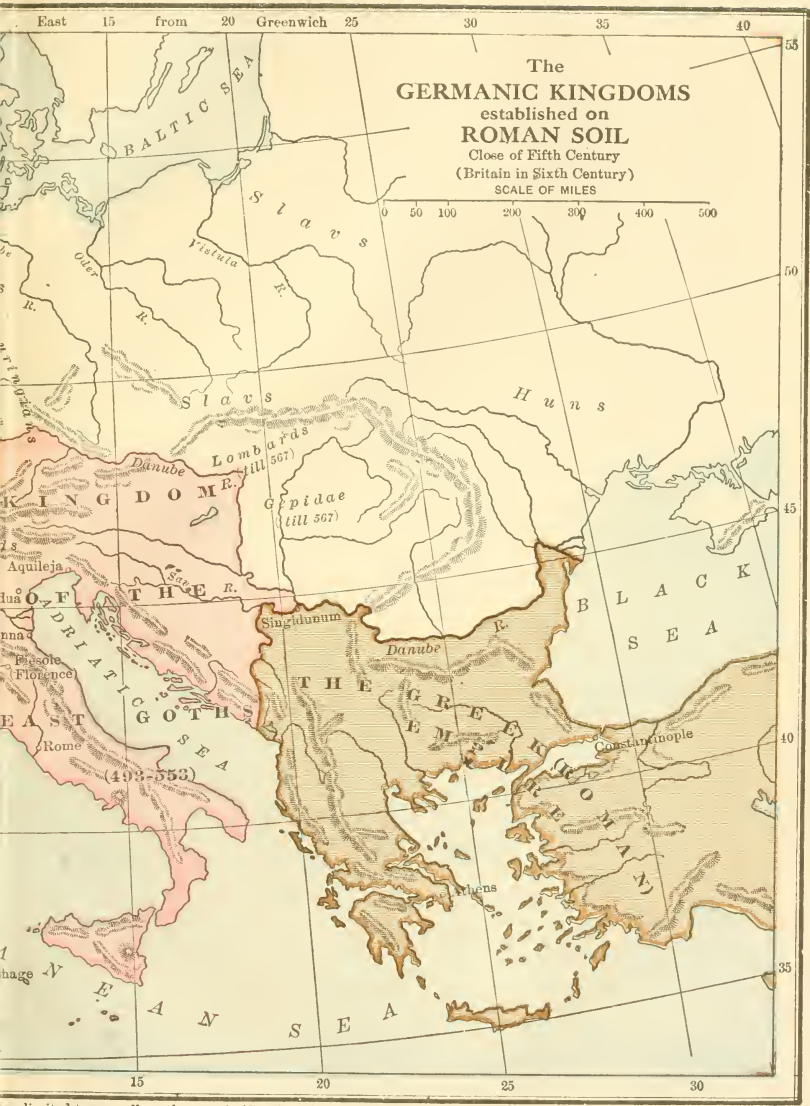 East 15 from 20 Greenwich 25 30 35 40
55
The
GERMANIC KINGDOMS
established on
ROMAN SOIL
Close of Fifth Century
(Britain in Sixth Century)
SCALE OF MILES
0 50 100 200 300 400 500
BALTIC SEA
Slavs
Vistula
R.
Oder
R.
R.
50
uringians
Slavs
Huns
Danube
R.
Lombards
(till 567)
Gepidae
(till 567)
KINGDOM
45
Aquileja
Save R.
OF THE
Singidunum
BLACK
SEA
ADRIATIC
SEA
Fiesole
Florence
Danube
R.
THE
GREEK
EMPIRE
(ROMAN)
EAST GOTHS
Rome
(493-553)
Constantinople
40
Athens
35
hage
NEAN SEA
15 20 25 30